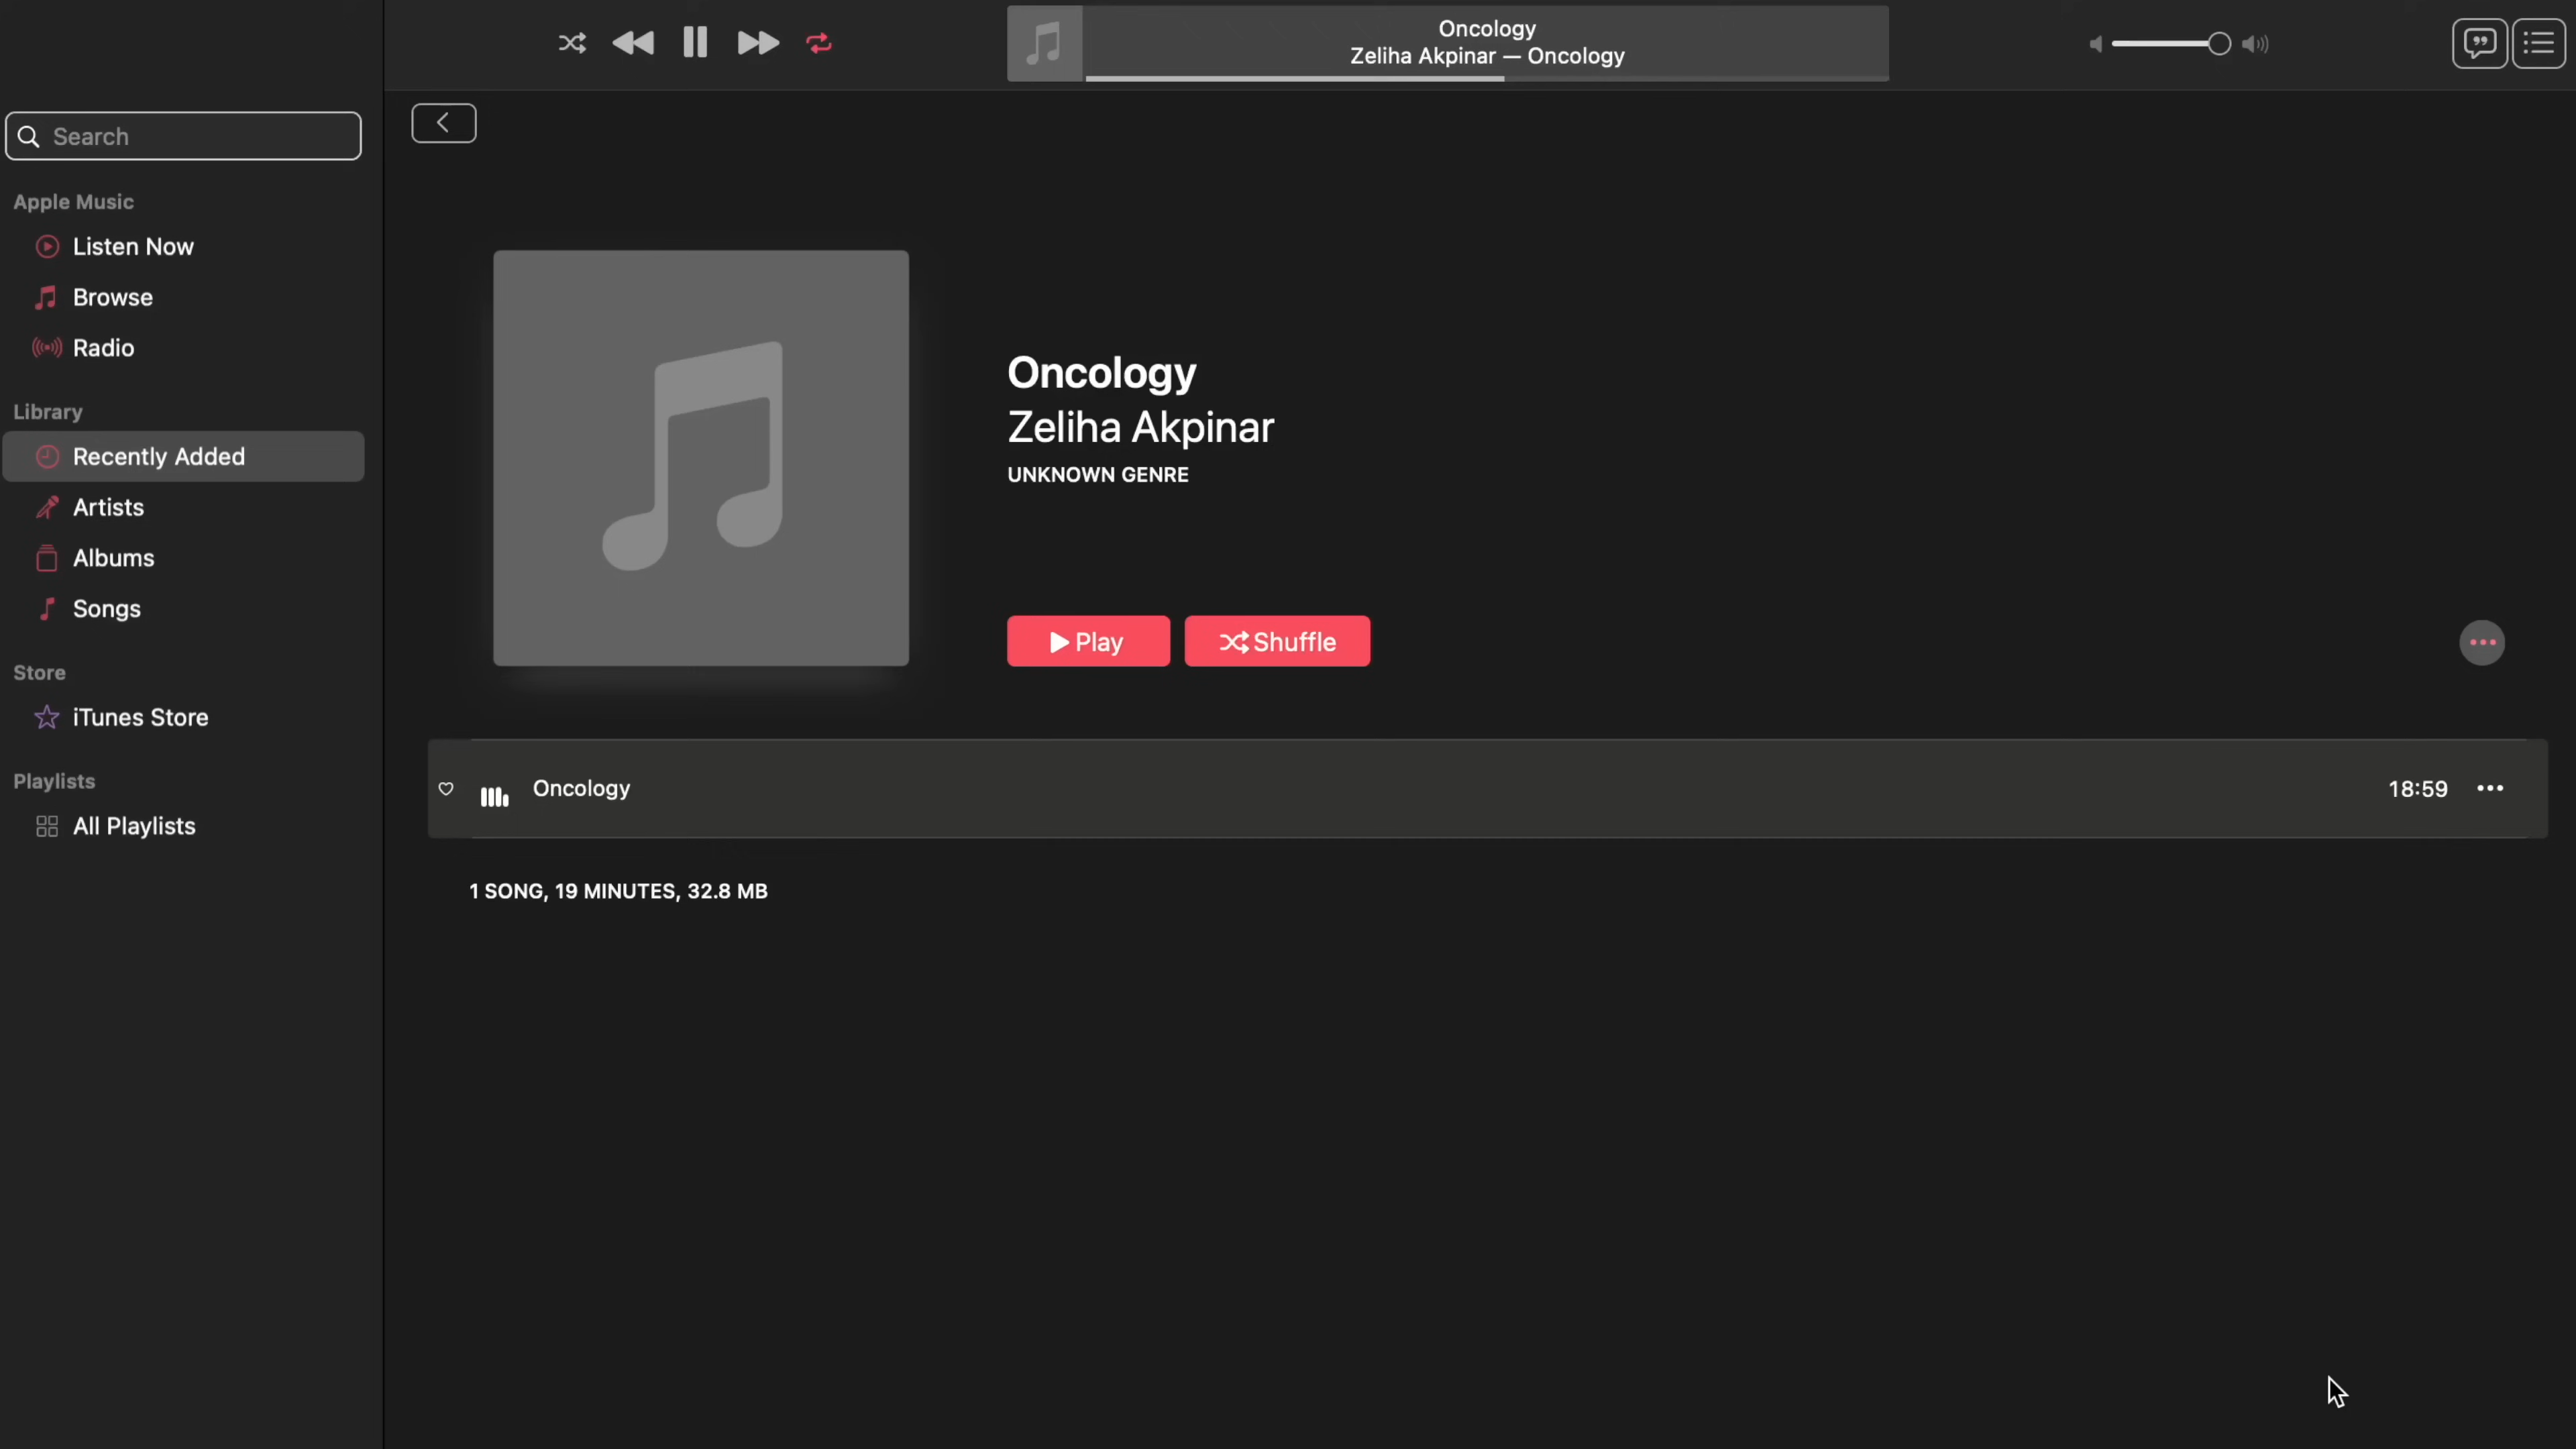 Oncology
Zeliha Akpinar — Oncology
Search
Apple Music
Listen Now
Browse
Radio
Library
Recently Added
Artists
Albums
Songs
Store
iTunes Store
Playlists
All Playlists
Oncology
Zeliha Akpinar
UNKNOWN GENRE
Play
Shuffle
Oncology
18:59
1 SONG, 19 MINUTES, 32.8 MB